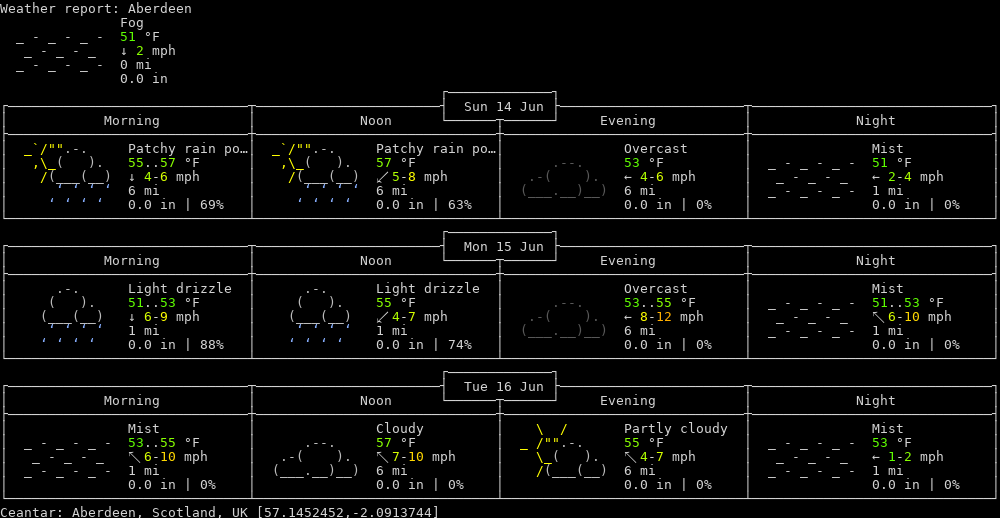 Weather report: Aberdeen
Fog
51 °F
↓ 2 mph
0 mi
0.0 in
Sun 14 Jun
Morning Noon Evening Night
Patchy rain po… Patchy rain po… Overcast Mist
55..57 °F 57 °F 53 °F 51 °F
↓ 4-6 mph ↙ 5-8 mph ← 4-6 mph ← 2-4 mph
6 mi 6 mi 6 mi 1 mi
0.0 in | 69% 0.0 in | 63% 0.0 in | 0% 0.0 in | 0%
Mon 15 Jun
Morning Noon Evening Night
Light drizzle Light drizzle Overcast Mist
51..53 °F 55 °F 53..55 °F 51..53 °F
↓ 6-9 mph ↙ 4-7 mph ← 8-12 mph ↖ 6-10 mph
1 mi 1 mi 6 mi 1 mi
0.0 in | 88% 0.0 in | 74% 0.0 in | 0% 0.0 in | 0%
Tue 16 Jun
Morning Noon Evening Night
Mist Cloudy Partly cloudy Mist
53..55 °F 57 °F 55 °F 53 °F
↖ 6-10 mph ↖ 7-10 mph ↖ 4-7 mph ← 1-2 mph
1 mi 6 mi 6 mi 1 mi
0.0 in | 0% 0.0 in | 0% 0.0 in | 0% 0.0 in | 0%
Ceantar: Aberdeen, Scotland, UK [57.1452452,-2.0913744]